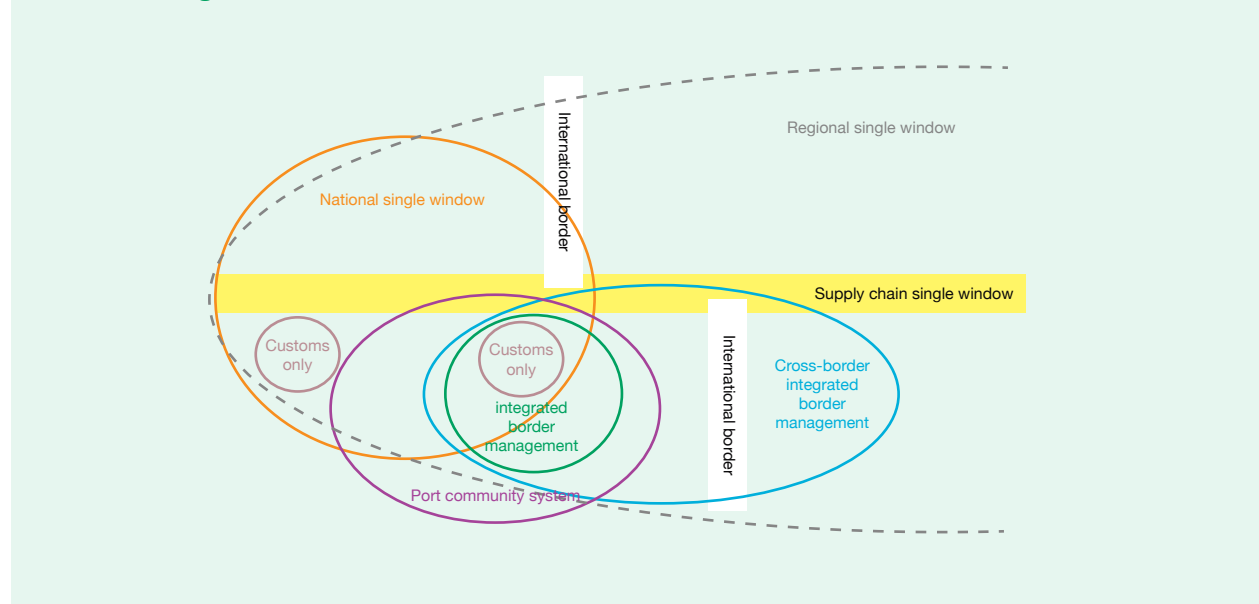 Regional single window
International border
National single window
Supply chain single window
Customs
only
Customs
only
integrated
border
management
International border
Cross-border
integrated
border
management
Port community system